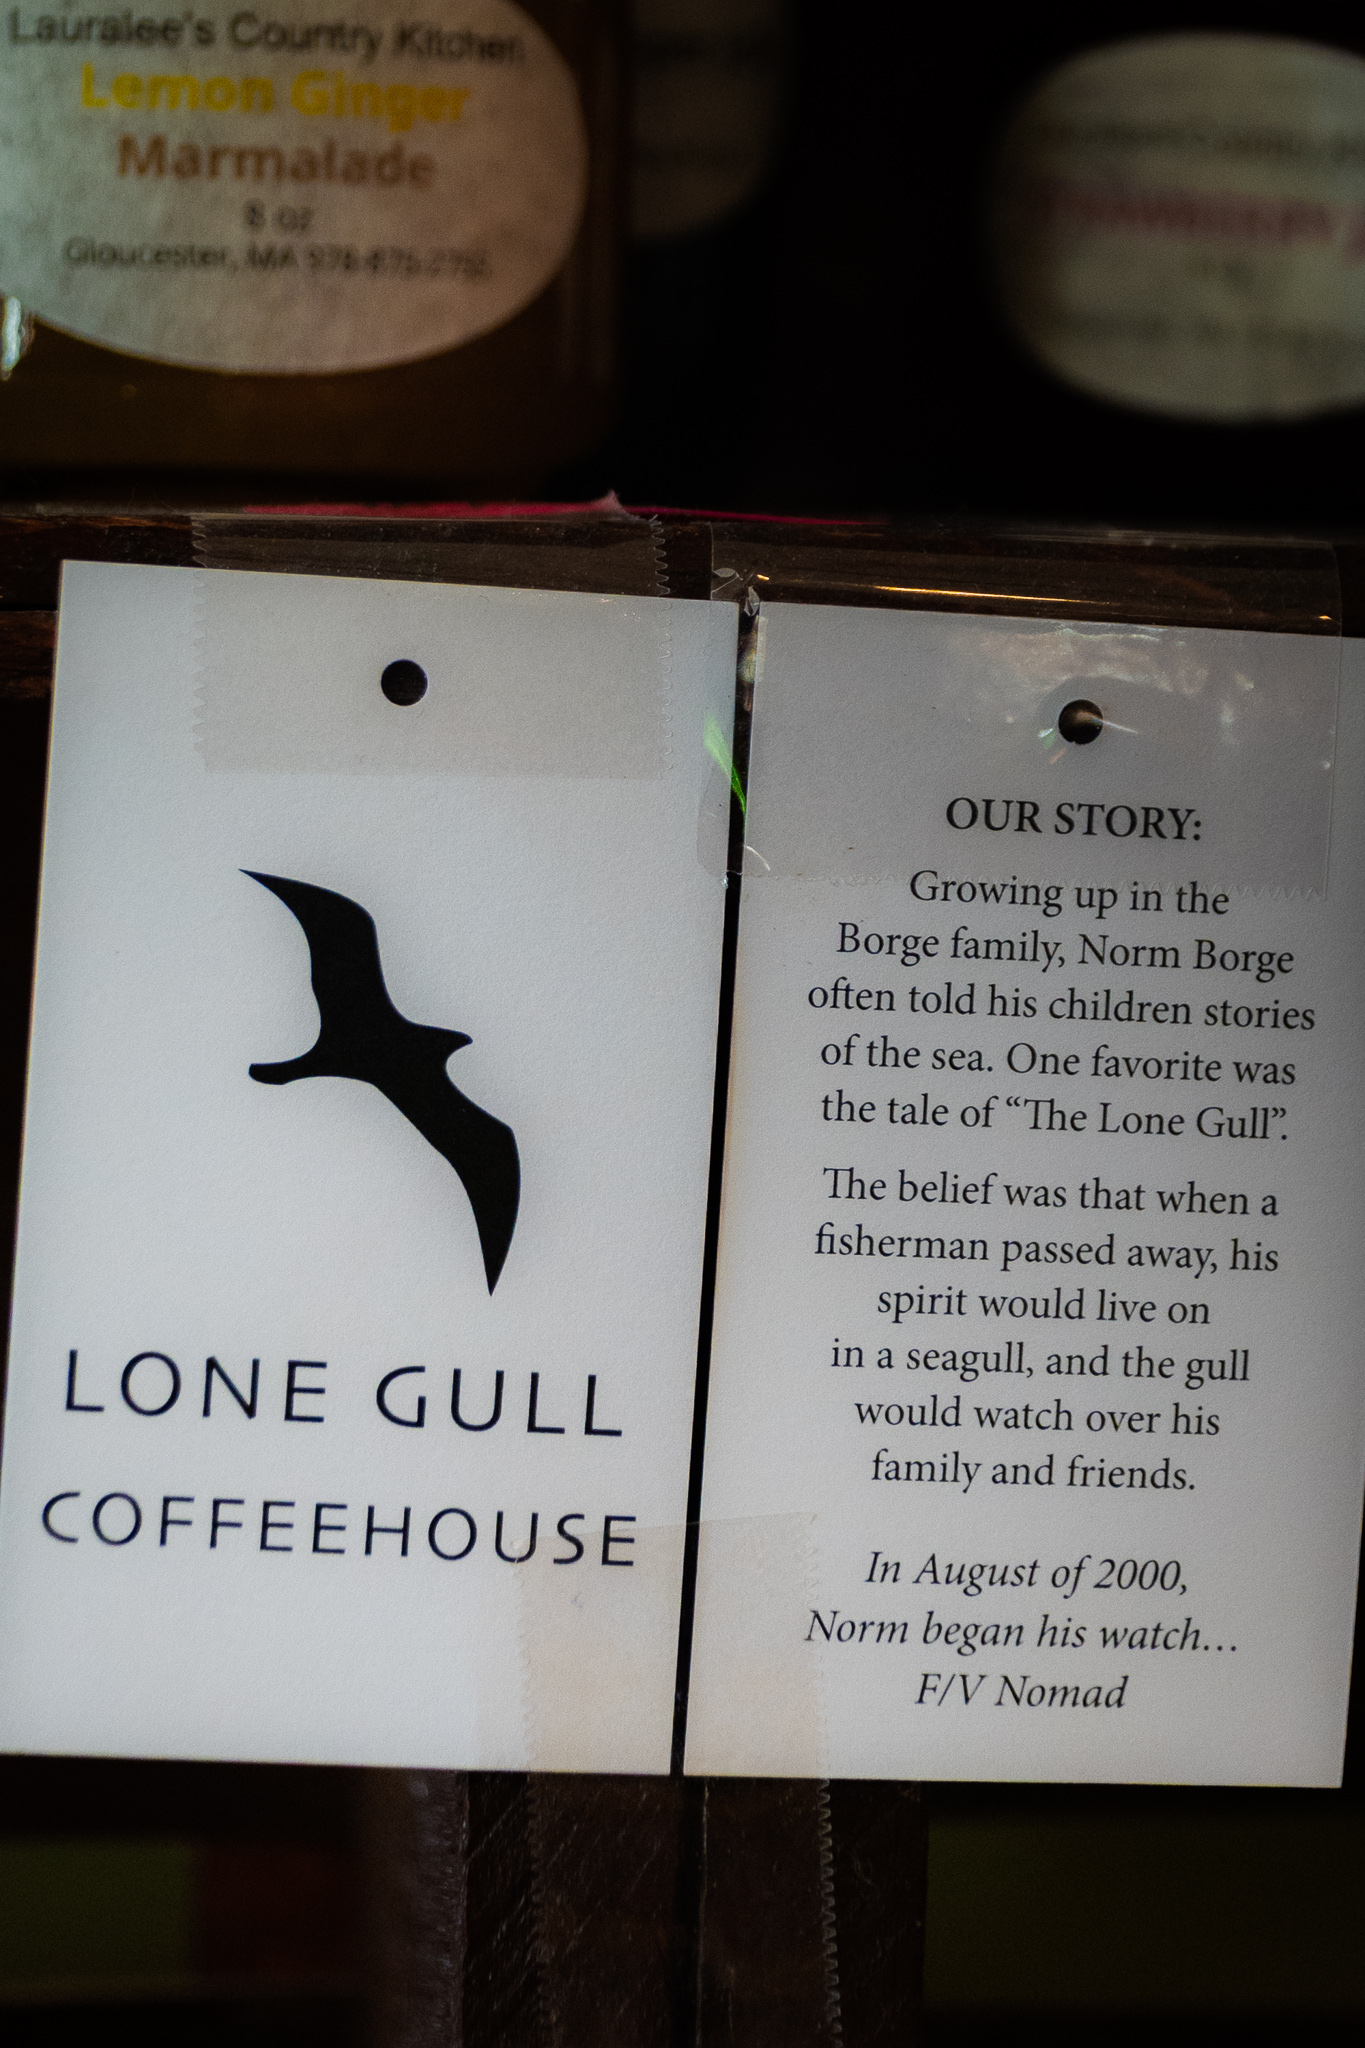 Lauralee's Country Kitchen
Lemon Ginger
Marmalade
8 oz
Gloucester, MA
LONE GULL
COFFEEHOUSE
OUR STORY:
Growing up in the
Borge family, Norm Borge
often told his children stories
of the sea. One favorite was
the tale of “The Lone Gull”.
The belief was that when a
fisherman passed away, his
spirit would live on
in a seagull, and the gull
would watch over his
family and friends.
In August of 2000,
Norm began his watch…
F/V Nomad